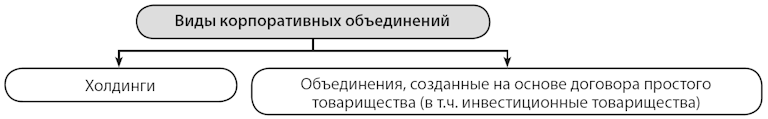 Виды корпоративных объединений
Холдинги
Объединения, созданные на основе договора простого
товарищества (в т.ч. инвестиционные товарищества)